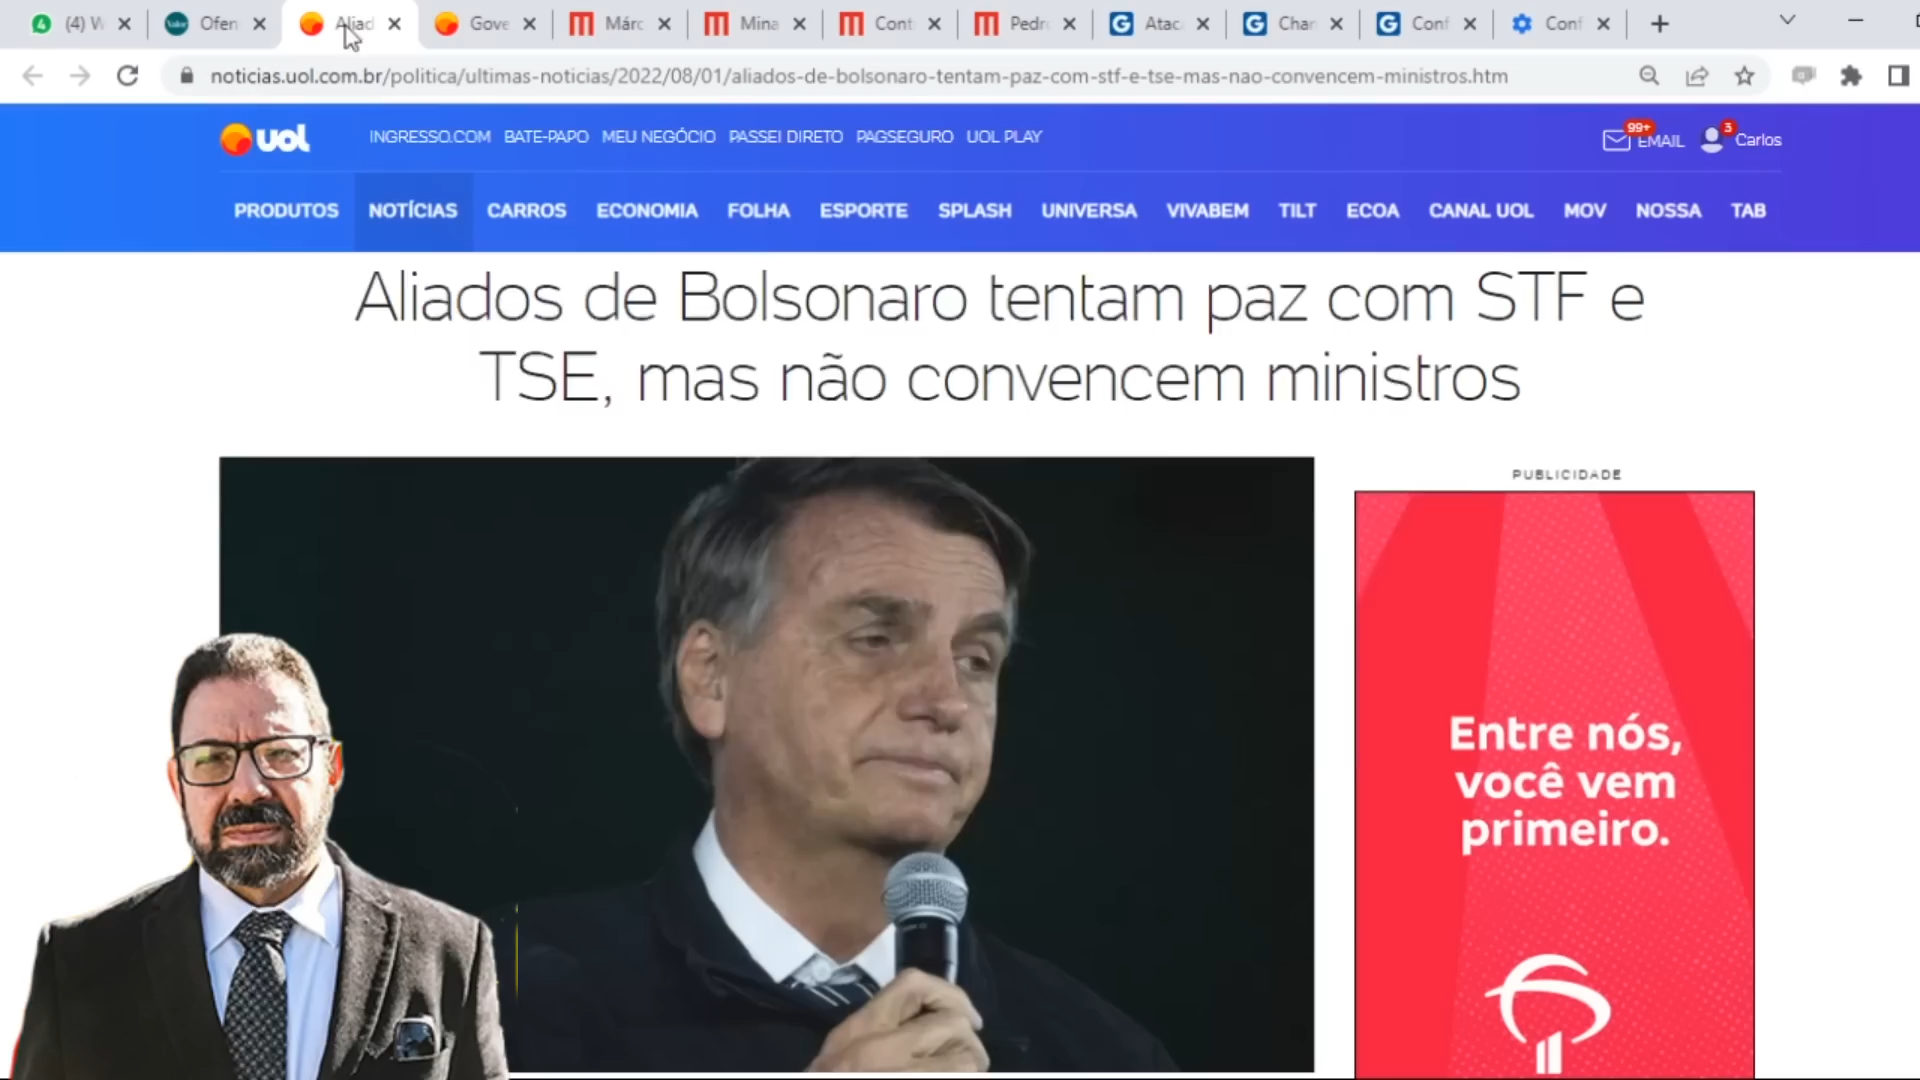 (4) W
Ofen
Aliad
Gove
Márc
Mina
Cont
Pedr
Atac
Chan
Conf
Conf
noticias.uol.com.br/politica/ultimas-noticias/2022/08/01/aliados-de-bolsonaro-tentam-paz-com-stf-e-tse-mas-nao-convencem-ministros.htm
uol
INGRESSO.COM BATE-PAPO MEU NEGÓCIO PASSEI DIRETO PAGSEGURO UOL PLAY
99+
EMAIL
3
Carlos
PRODUTOS NOTÍCIAS CARROS ECONOMIA FOLHA ESPORTE SPLASH UNIVERSA VIVABEM TILT ECOA CANAL UOL MOV NOSSA TAB
Aliados de Bolsonaro tentam paz com STF e
TSE, mas não convencem ministros
PUBLICIDADE
Entre nós,
você vem
primeiro.